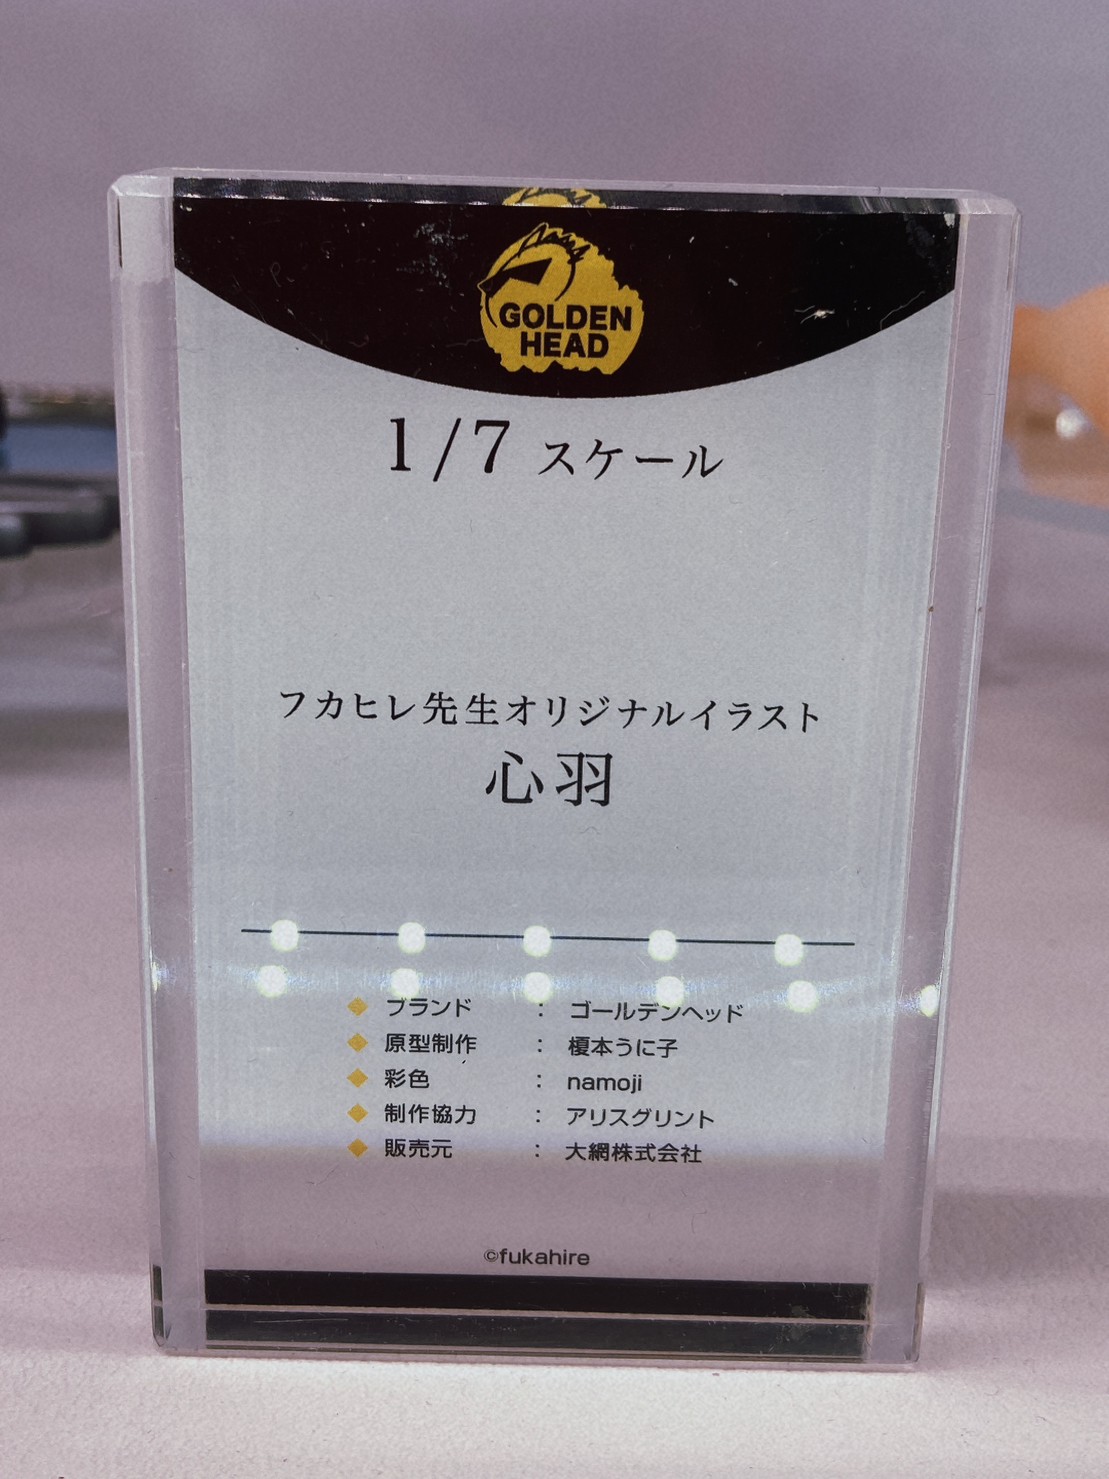 GOLDEN
HEAD
1/7 スケール
フカヒレ先生オリジナルイラスト
心羽
ブランド : ゴールデンヘッド
原型制作 : 榎本うに子
彩色 : namoji
制作協力 : アリスグリント
販売元 : 大網株式会社
©fukahire